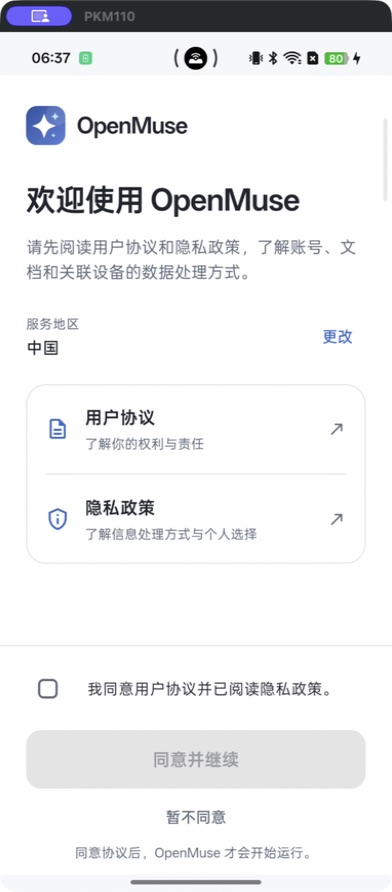 PKM110
06:37
80
OpenMuse
欢迎使用 OpenMuse
请先阅读用户协议和隐私政策，了解账号、文
档和关联设备的数据处理方式。
服务地区
中国
更改
用户协议
了解你的权利与责任
隐私政策
了解信息处理方式与个人选择
我同意用户协议并已阅读隐私政策。
同意并继续
暂不同意
同意协议后，OpenMuse 才会开始运行。